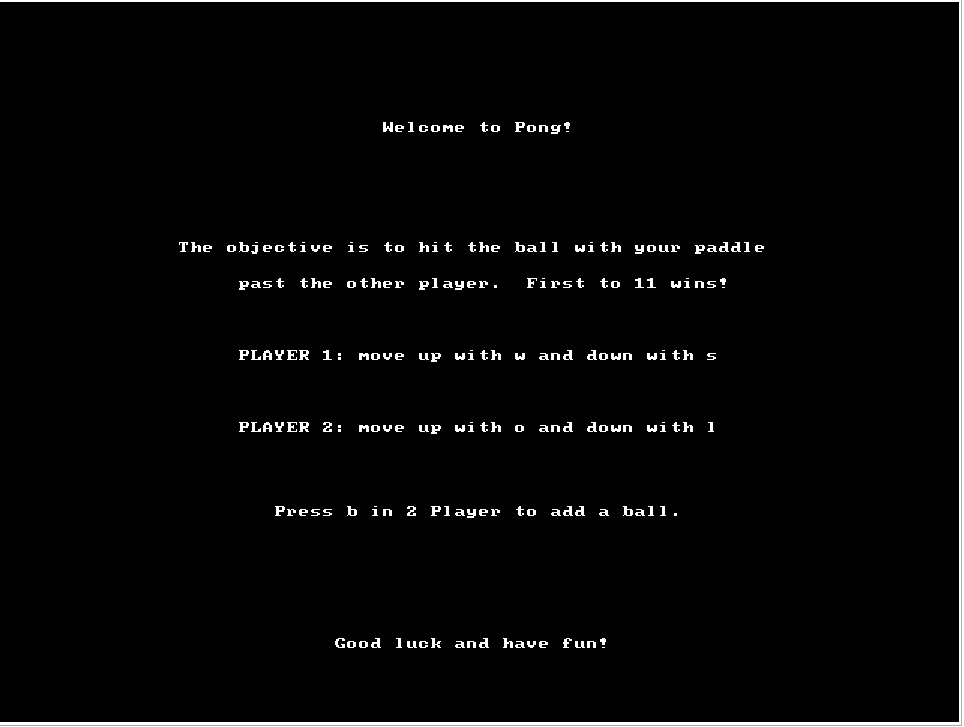 Welcome to Pong!
The objective is to hit the ball with your paddle
past the other player.  First to 11 wins!
PLAYER 1: move up with w and down with s
PLAYER 2: move up with o and down with l
Press b in 2 Player to add a ball.
Good luck and have fun!